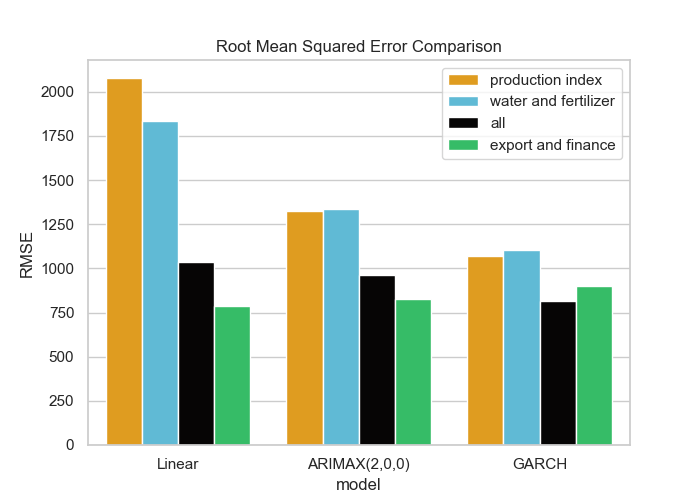 Root Mean Squared Error Comparison
production index
water and fertilizer
all
export and finance
RMSE
2000
1750
1500
1250
1000
750
500
250
0
Linear
ARIMAX(2,0,0)
GARCH
model